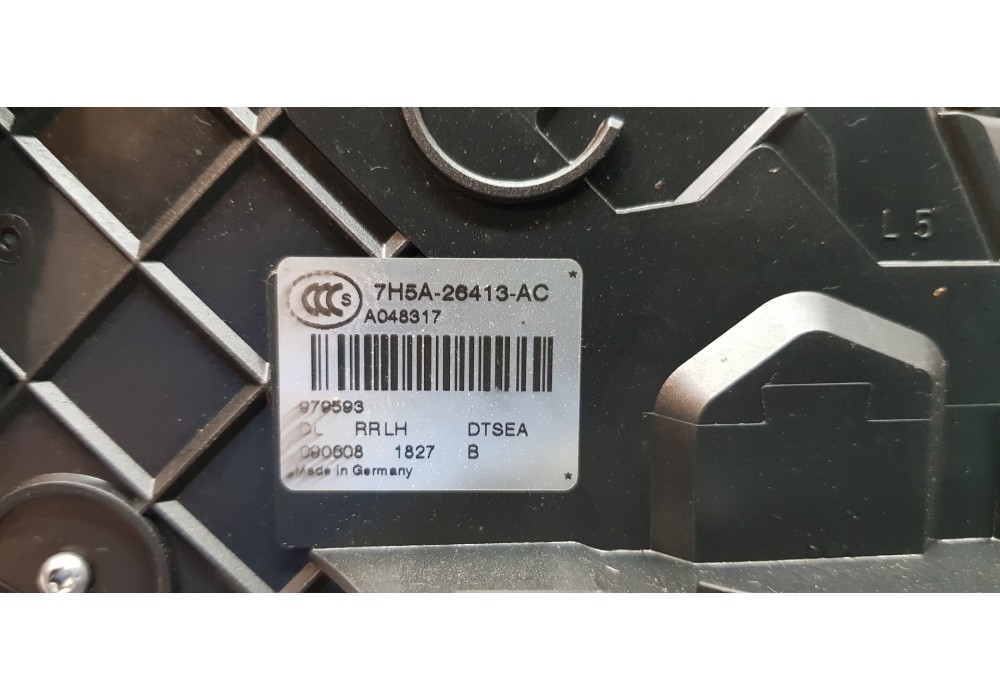 L 5
CCC S 7H5A-26413-AC
A048317
979593
DL RRLH DTSEA
090608 1827 B
Made in Germany